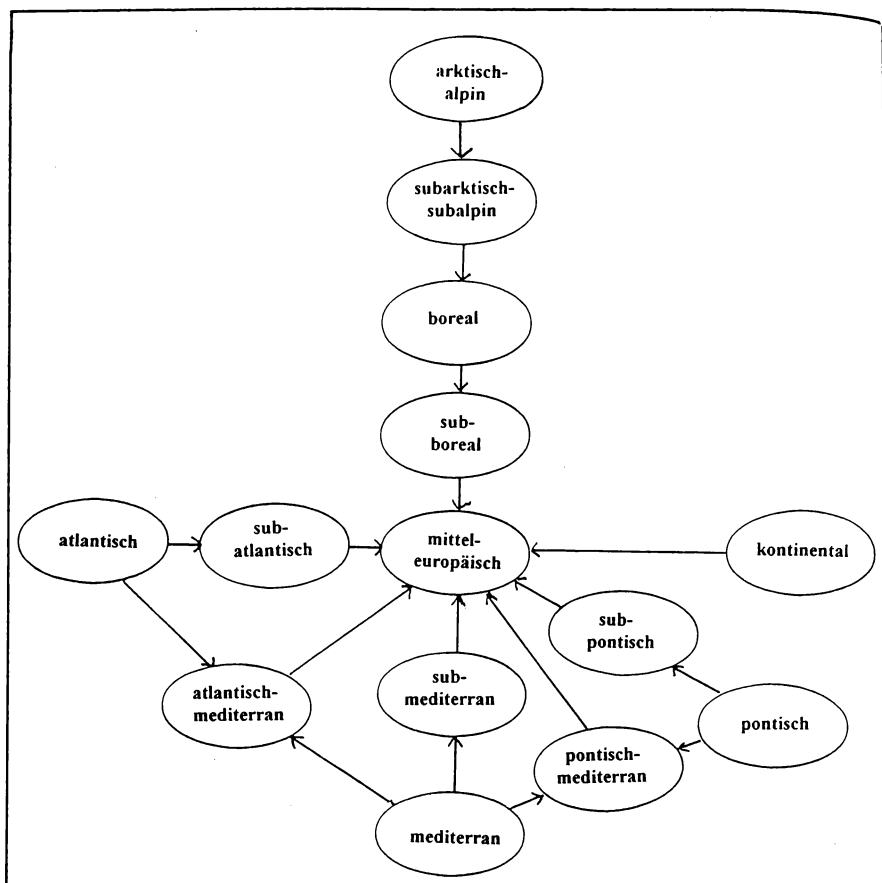 arktisch-
alpin
subarktisch-
subalpin
boreal
sub-
boreal
atlantisch
sub-
atlantisch
mittel-
europäisch
kontinental
sub-
pontisch
atlantisch-
mediterran
sub-
mediterran
pontisch
pontisch-
mediterran
mediterran